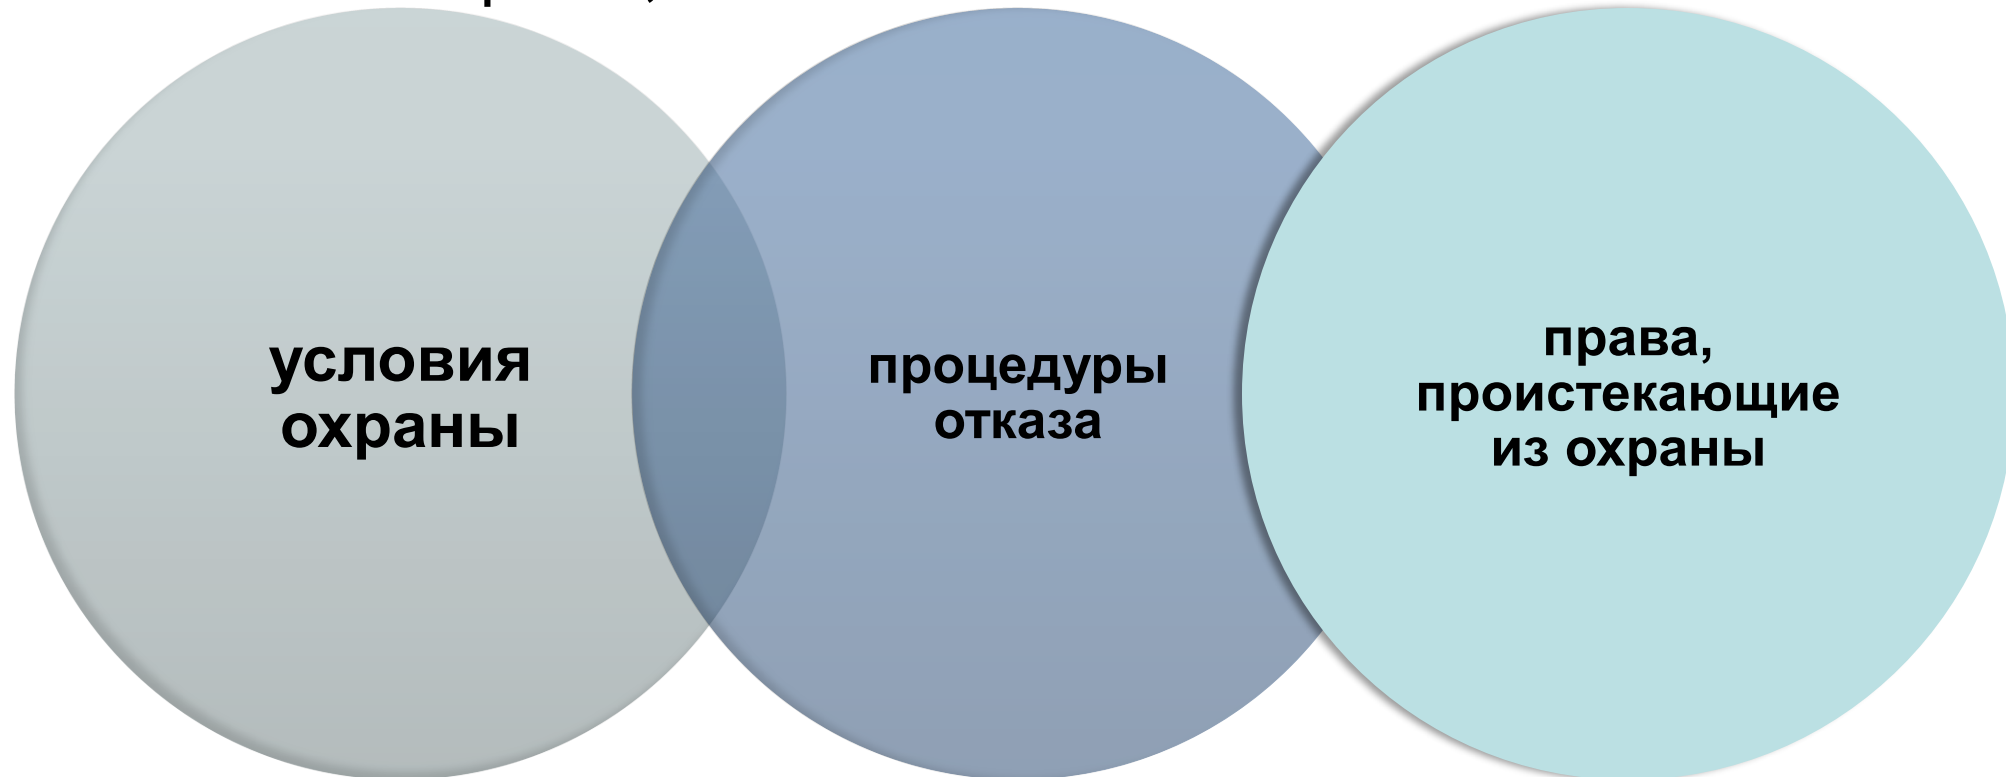 условия
охраны
процедуры
отказа
права,
проистекающие
из охраны